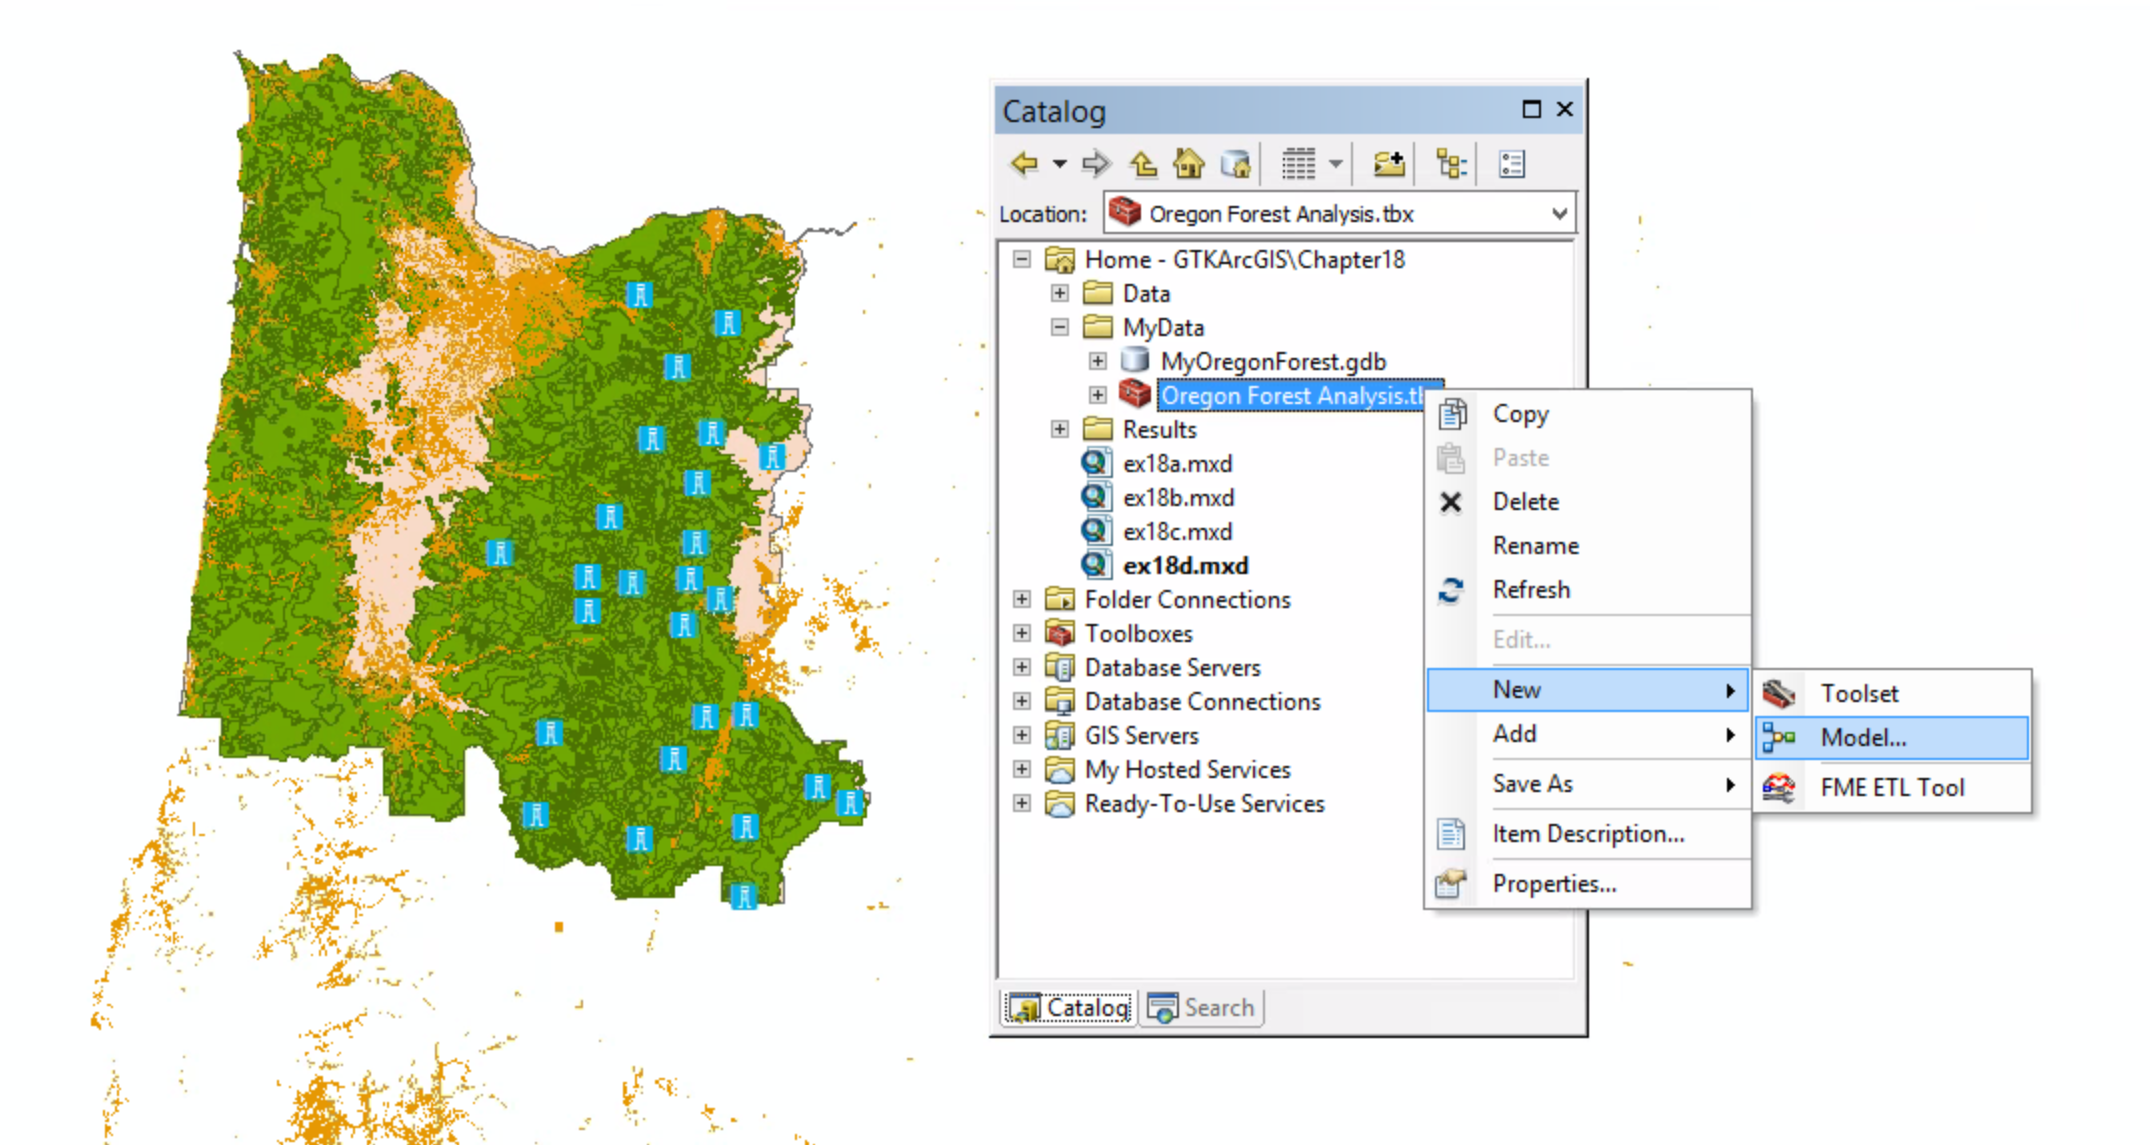 Catalog
Location: Oregon Forest Analysis.tbx
Home - GTKArcGIS\Chapter18
Data
MyData
MyOregonForest.gdb
Oregon Forest Analysis.t
Results
ex18a.mxd
ex18b.mxd
ex18c.mxd
ex18d.mxd
Folder Connections
Toolboxes
Database Servers
Database Connections
GIS Servers
My Hosted Services
Ready-To-Use Services
Copy
Paste
Delete
Rename
Refresh
Edit...
New
Add
Save As
Item Description...
Properties...
Toolset
Model...
FME ETL Tool
Catalog Search